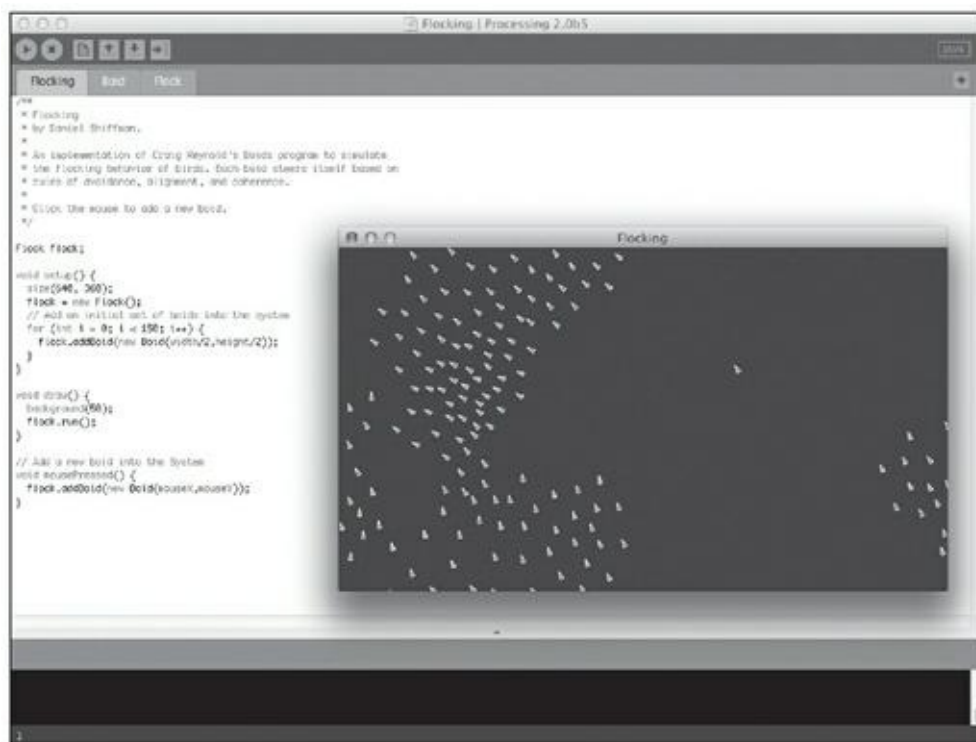 Flocking | Processing 2.0b5
JAVA
Flocking Boid Flock
/**
* Flocking
* by Daniel Shiffman.
*
* An implementation of Craig Reynold's Boids program to simulate
* the flocking behavior of birds. Each boid steers itself based on
* rules of avoidance, alignment, and coherence.
*
* Click the mouse to add a new boid.
*/
Flock flock;
void setup() {
size(640, 360);
flock = new Flock();
// Add an initial set of boids into the system
for (int i = 0; i < 150; i++) {
flock.addBoid(new Boid(width/2,height/2));
}
}
void draw() {
background(50);
flock.run();
}
// Add a new boid into the System
void mousePressed() {
flock.addBoid(new Boid(mouseX,mouseY));
}
Flocking
1